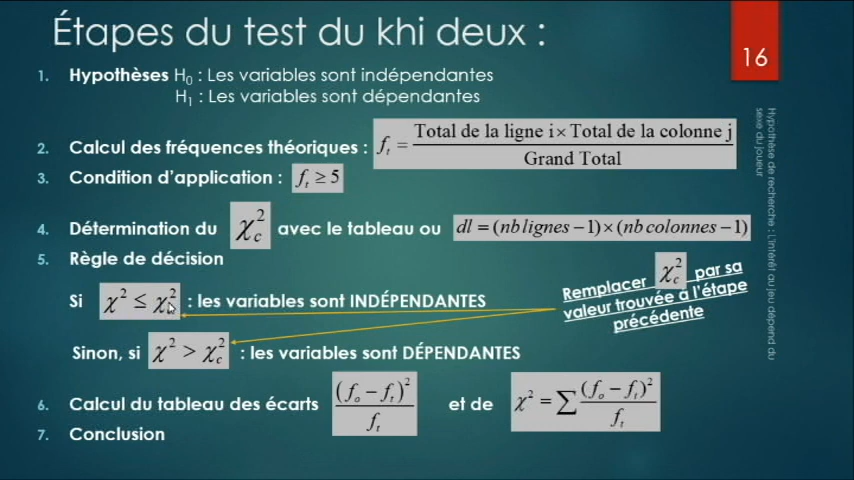 Étapes du test du khi deux :
16
1. Hypothèses H₀ : Les variables sont indépendantes
H₁ : Les variables sont dépendantes
2. Calcul des fréquences théoriques : fₜ = (Total de la ligne i × Total de la colonne j) / Grand Total
3. Condition d'application : fₜ ≥ 5
4. Détermination du χ²c avec le tableau ou dl = (nb lignes − 1) × (nb colonnes − 1)
5. Règle de décision
Si χ² ≤ χ²c : les variables sont INDÉPENDANTES
Sinon, si χ² > χ²c : les variables sont DÉPENDANTES
Remplacer χ²c par sa
valeur trouvée à l'étape
précédente
6. Calcul du tableau des écarts (fₒ − fₜ)² / fₜ et de χ² = ∑ (fₒ − fₜ)² / fₜ
7. Conclusion
Hypothèse de recherche : L'intérêt au jeu dépend du
sexe du joueur